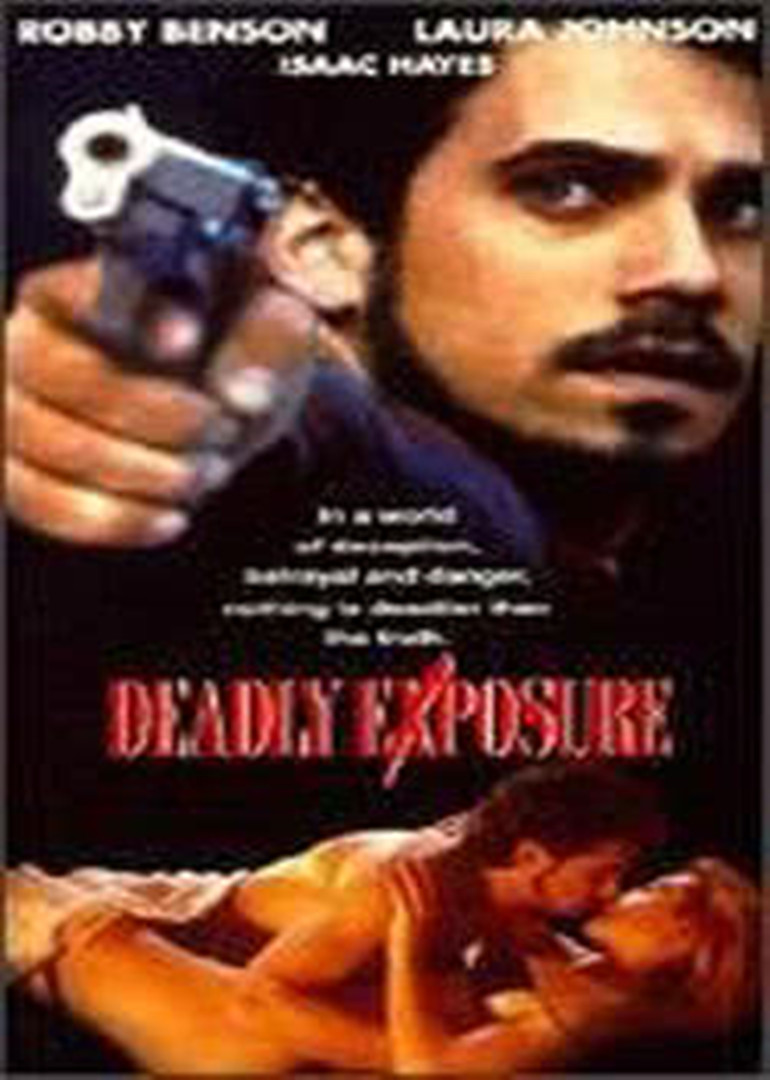 ROBBY BENSON LAURA JOHNSON
ISAAC HAYES
In a world
of deception,
betrayal and danger,
nothing is deadlier than
the truth.
DEADLY EXPOSURE